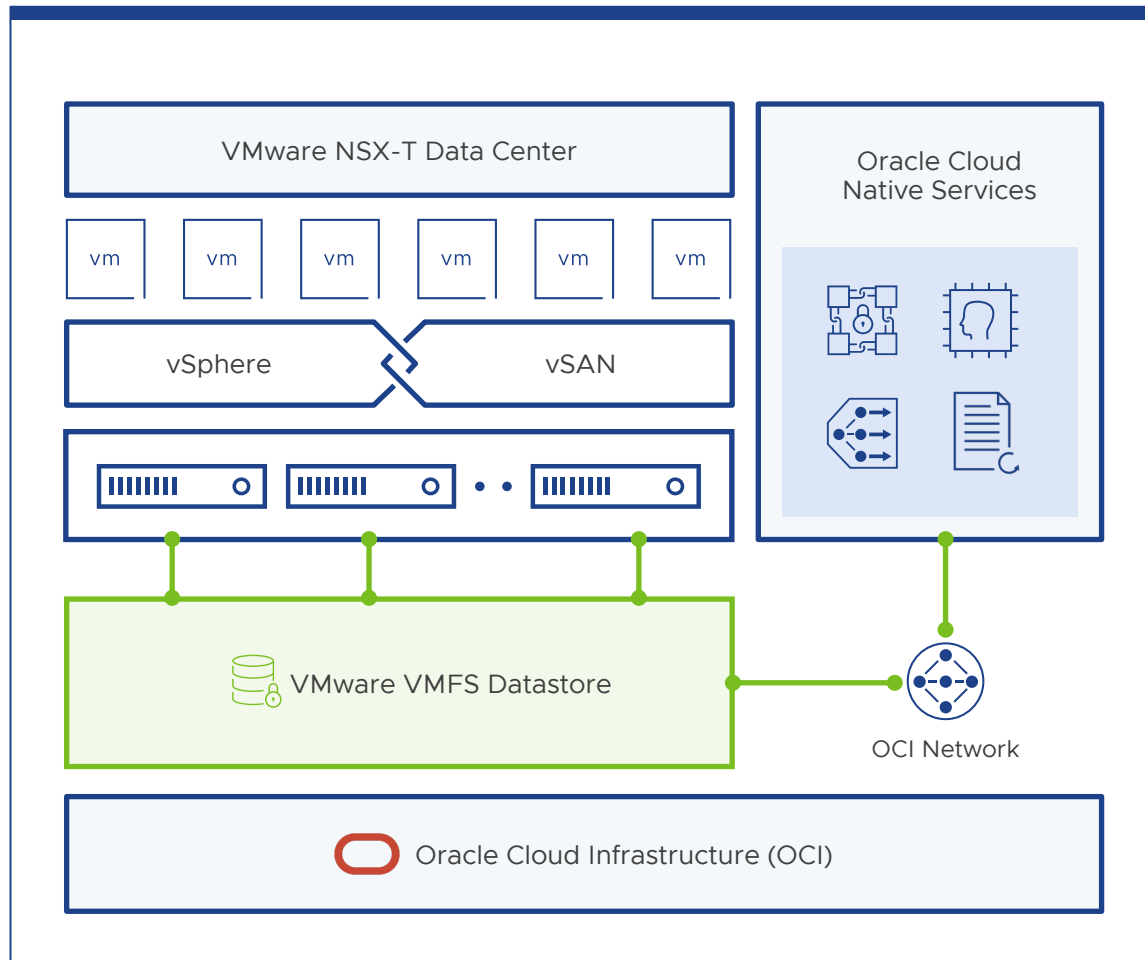 VMware NSX-T Data Center
Oracle Cloud
Native Services
vm
vm
vm
vm
vm
vm
vSphere
vSAN
VMware VMFS Datastore
OCI Network
Oracle Cloud Infrastructure (OCI)